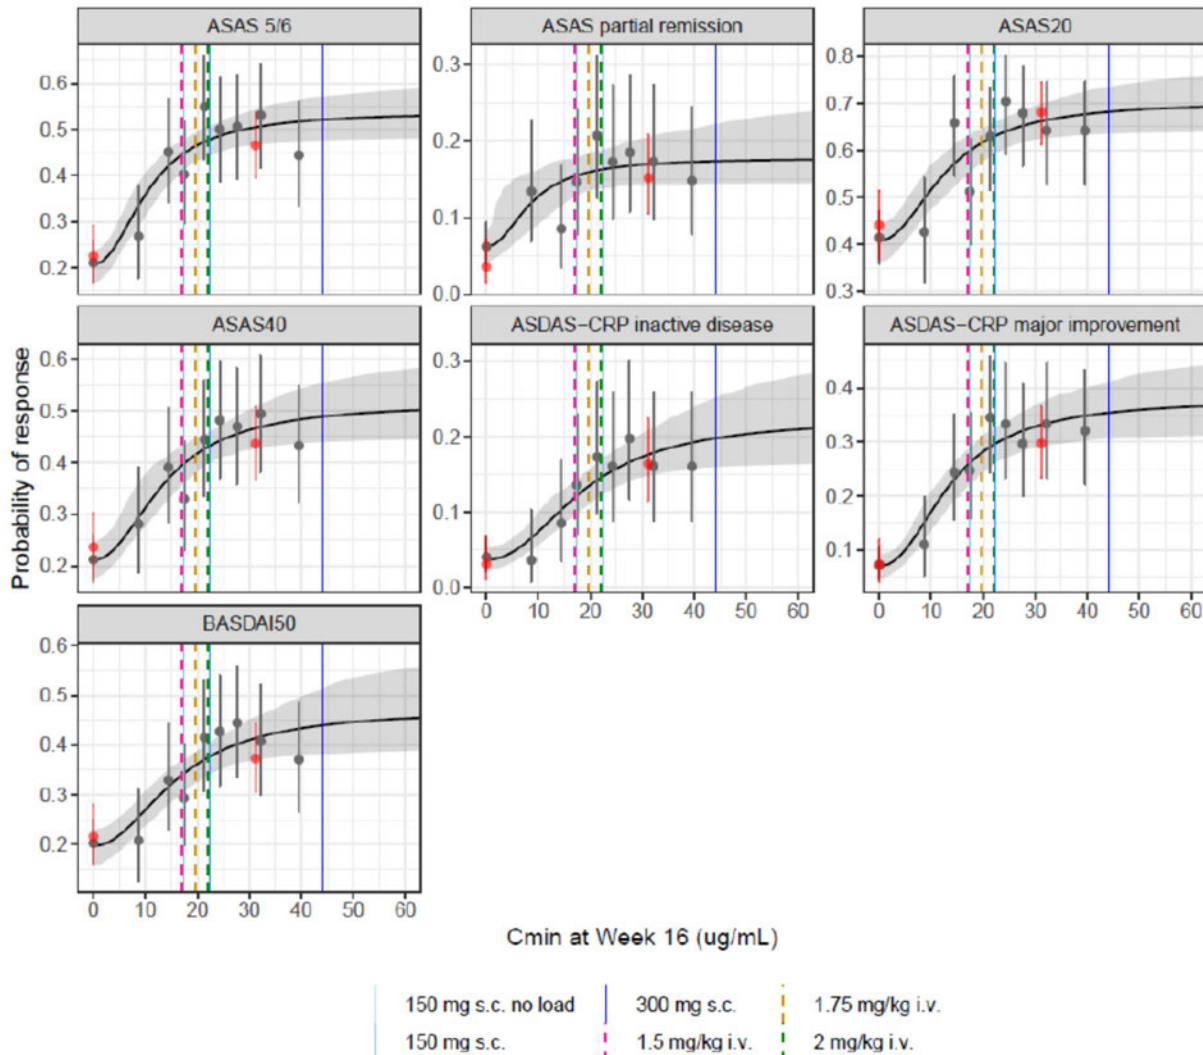 ASAS 5/6 ASAS partial remission ASAS20
0.6 0.3 0.8
0.5 0.7
0.4 0.2 0.6
0.3 0.1 0.5
0.2 0.4
0.0 0.3
ASAS40 ASDAS-CRP inactive disease ASDAS-CRP major improvement
0.6 0.3 0.4
0.5 0.2 0.3
0.4
0.3 0.1 0.2
0.2 0.0 0.1
Probability of response
BASDAI50
0 10 20 30 40 50 60 0 10 20 30 40 50 60
0.6
0.5
0.4
0.3
0.2
0 10 20 30 40 50 60
Cmin at Week 16 (ug/mL)
150 mg s.c. no load 300 mg s.c. 1.75 mg/kg i.v.
150 mg s.c. 1.5 mg/kg i.v. 2 mg/kg i.v.